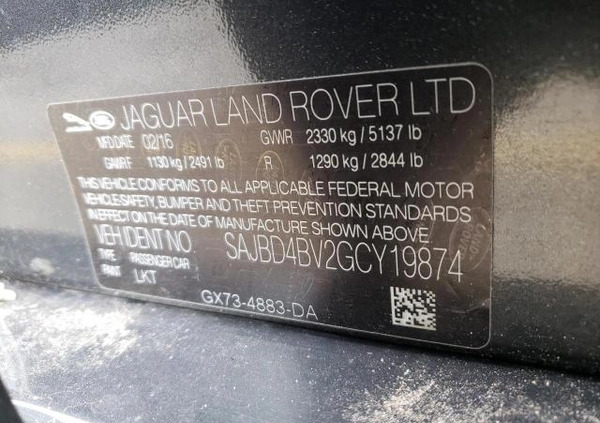 JAGUAR LAND ROVER LTD
MFD DATE 02/16 GVWR 2330 kg / 5137 lb
GAWR F 1130 kg / 2491 lb R 1290 kg / 2844 lb
THIS VEHICLE CONFORMS TO ALL APPLICABLE FEDERAL MOTOR
VEHICLE SAFETY, BUMPER AND THEFT PREVENTION STANDARDS
IN EFFECT ON THE DATE OF MANUFACTURE SHOWN ABOVE.
VEH IDENT NO. SAJBD4BV2GCY19874
TYPE PASSENGER CAR
PAINT LKT
GX73-4883-DA